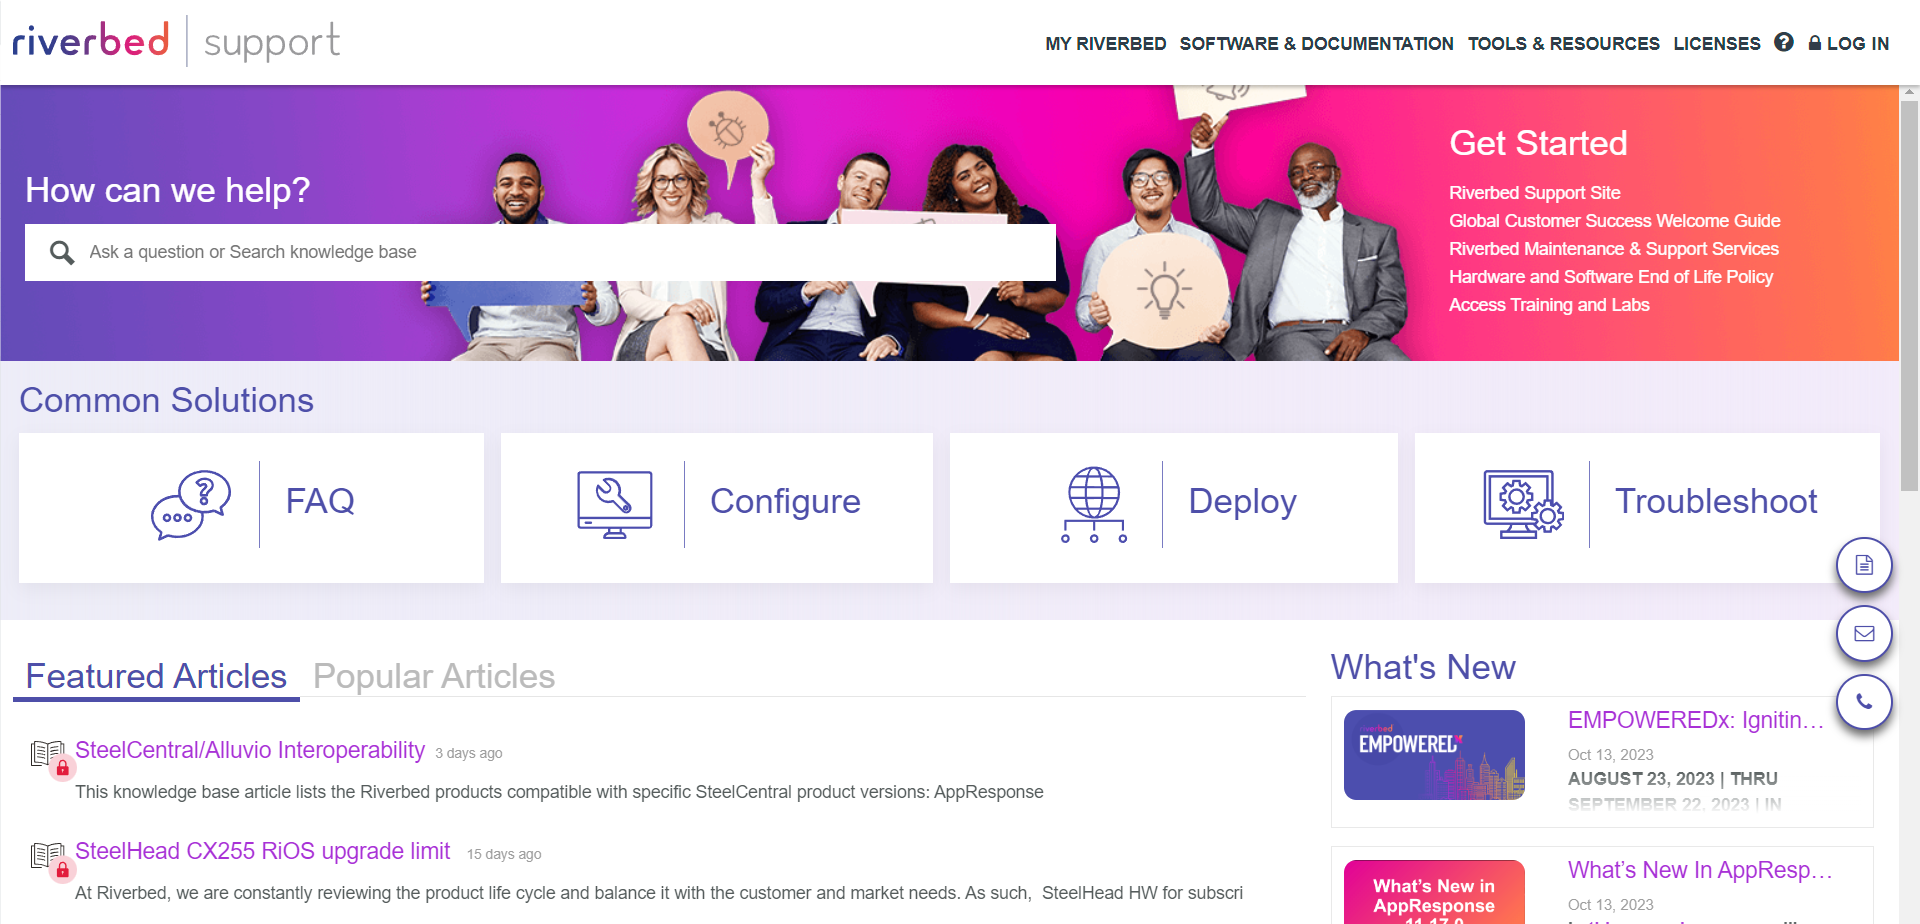 riverbed | support
MY RIVERBED SOFTWARE & DOCUMENTATION TOOLS & RESOURCES LICENSES ? LOG IN
How can we help?
Ask a question or Search knowledge base
Get Started
Riverbed Support Site
Global Customer Success Welcome Guide
Riverbed Maintenance & Support Services
Hardware and Software End of Life Policy
Access Training and Labs
Common Solutions
FAQ
Configure
Deploy
Troubleshoot
Featured Articles Popular Articles
SteelCentral/Alluvio Interoperability 3 days ago
This knowledge base article lists the Riverbed products compatible with specific SteelCentral product versions: AppResponse
SteelHead CX255 RiOS upgrade limit 15 days ago
At Riverbed, we are constantly reviewing the product life cycle and balance it with the customer and market needs. As such, SteelHead HW for subscri
What's New
riverbed
EMPOWEREDx
EMPOWEREDx: Ignitin…
Oct 13, 2023
AUGUST 23, 2023 | THRU
SEPTEMBER 22, 2023 | IN
What's New in
AppResponse
11.17.0
What's New In AppResp…
Oct 13, 2023